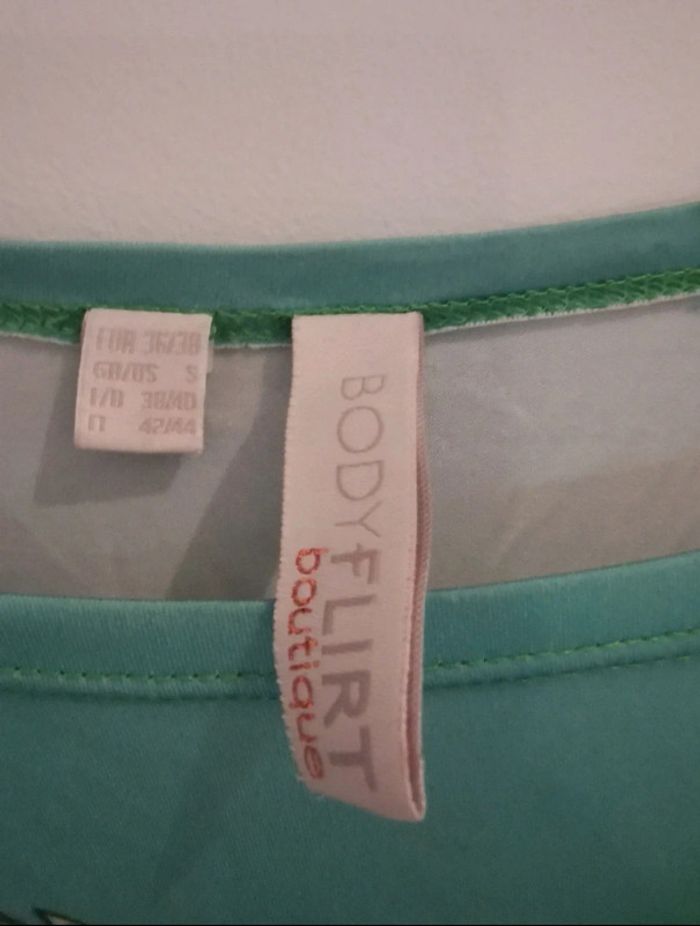 EUR 36/38
GB/US S
F/B 38/40
IT 42/44
BODYFLIRT
boutique